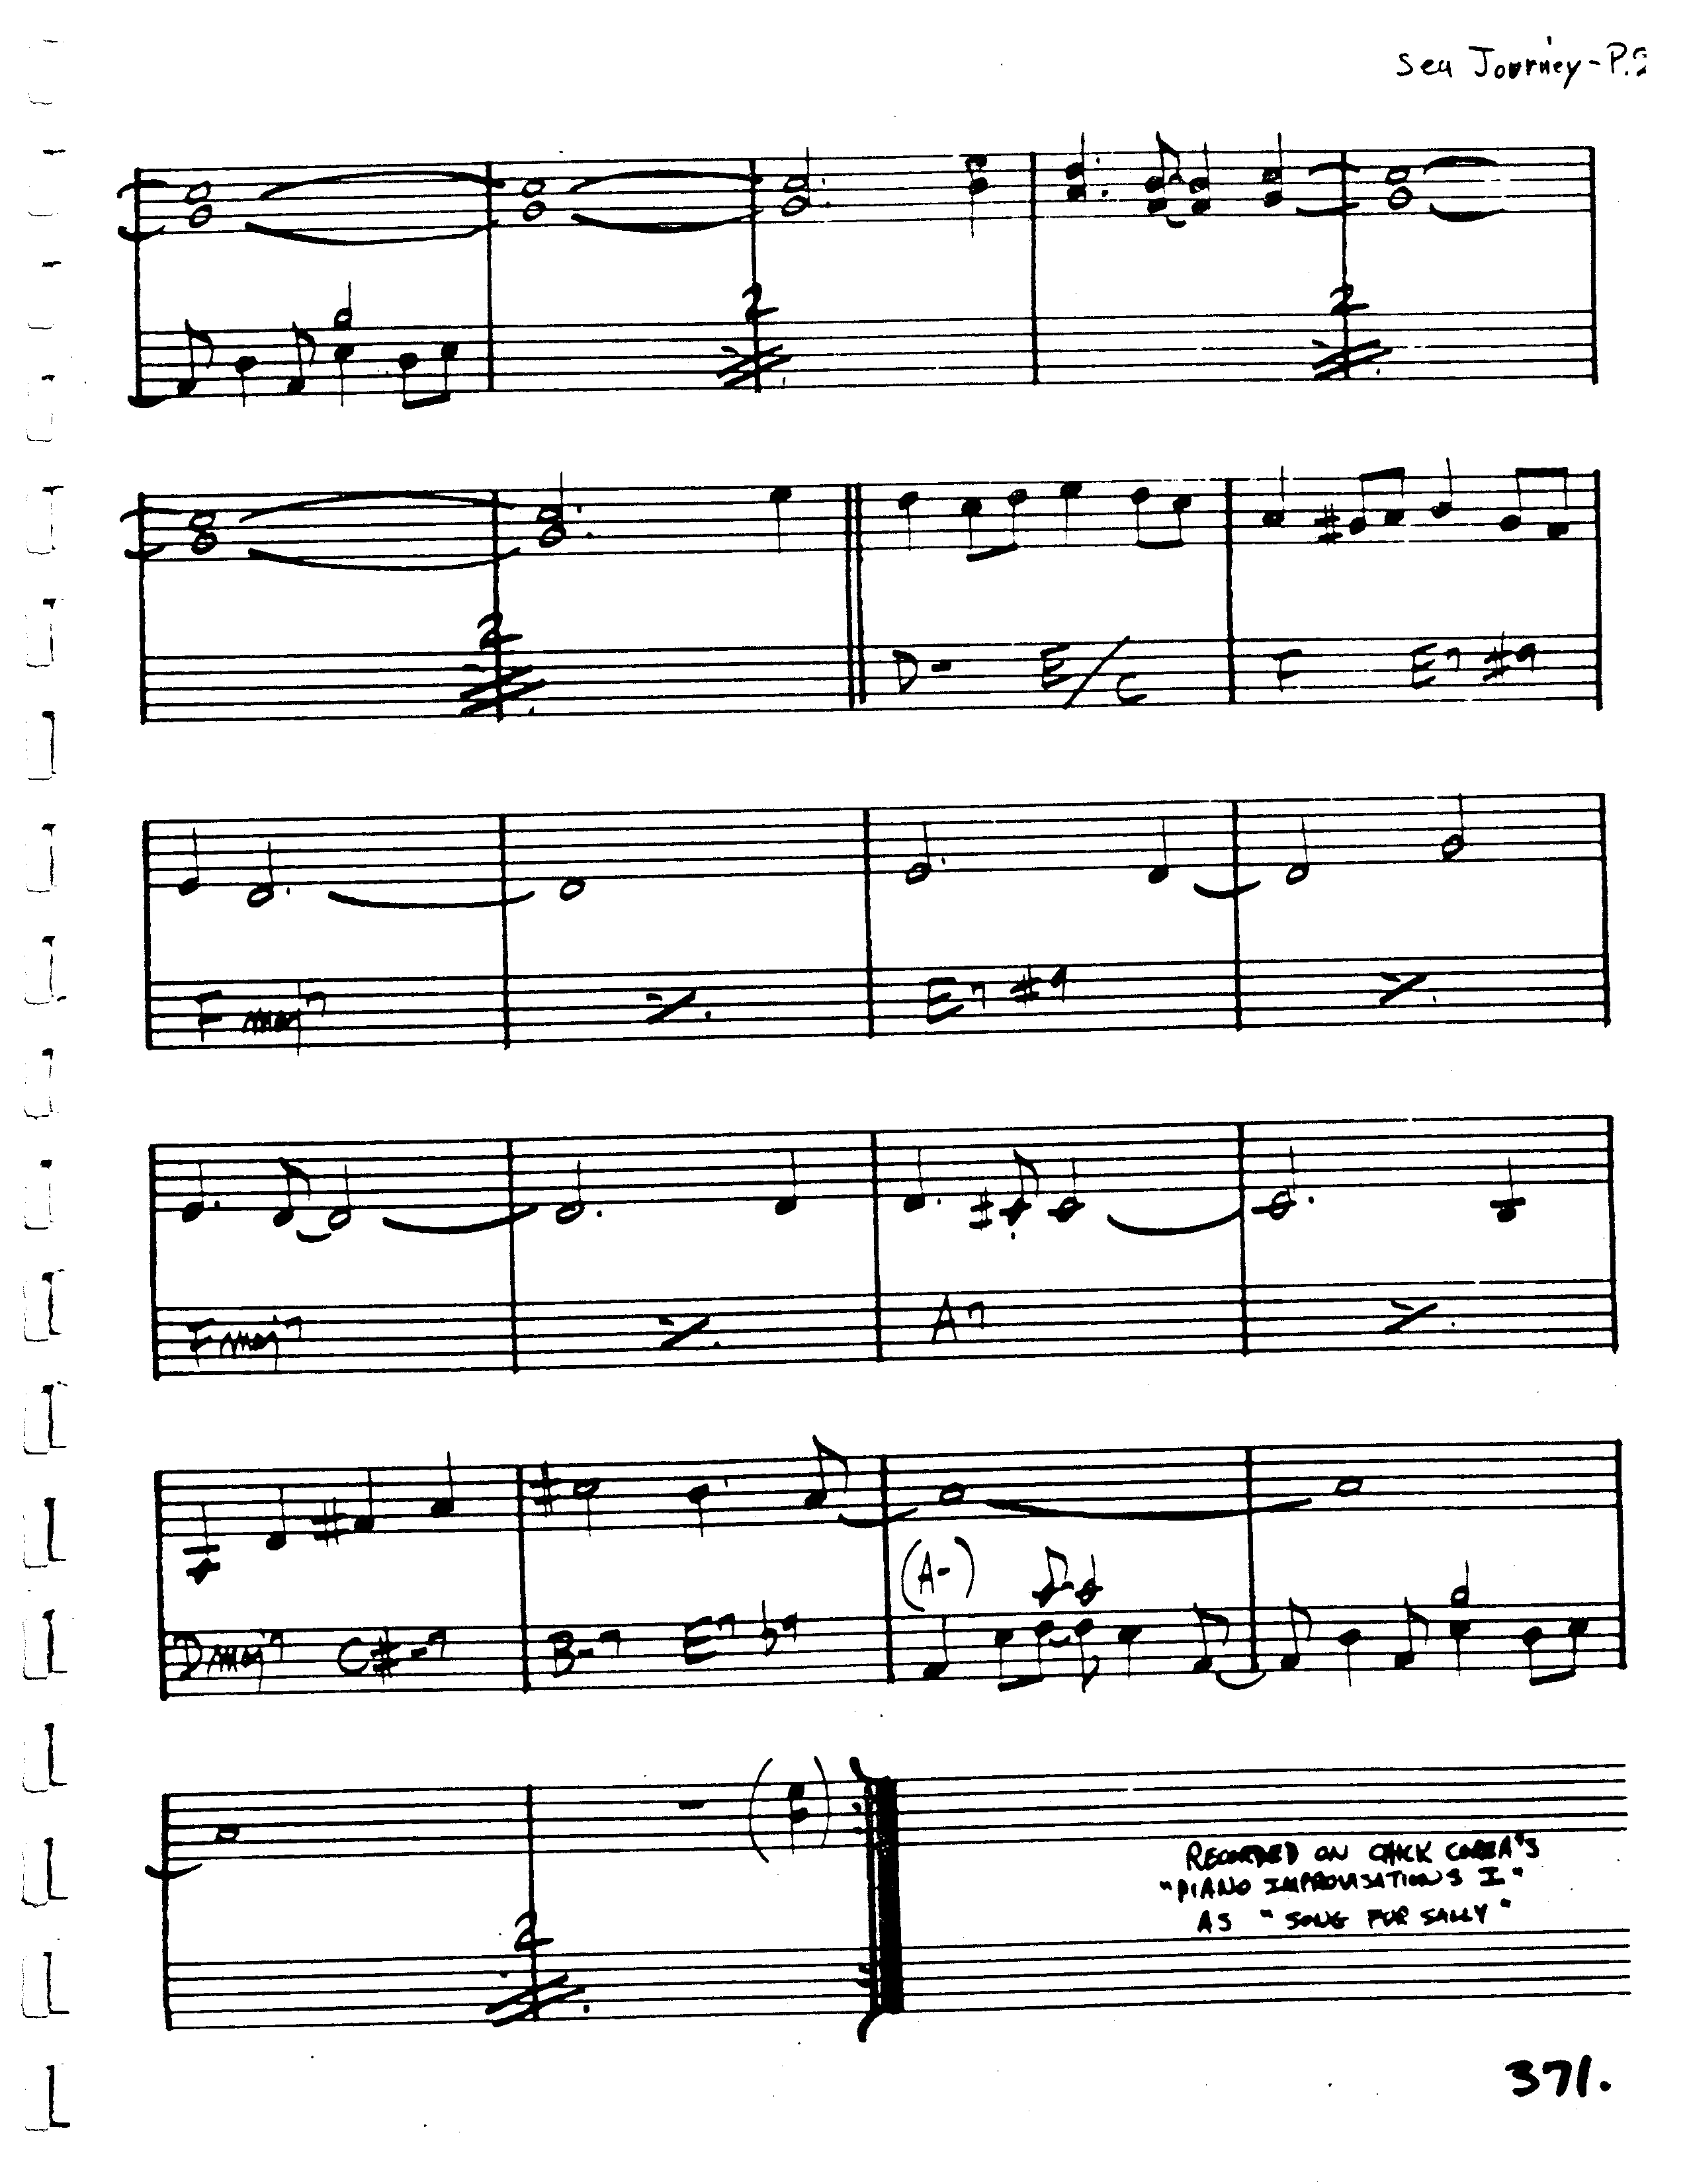 Sea Journey - P.2
2 2
2
D- E/C F E7 #9
Fmaj7 E7 #9
Fmaj7 A7
(A-)
Dmaj7 C#-7 B-7 E7 b9
2
RECORDED ON CHICK COREA'S
"PIANO IMPROVISATIONS I"
AS "SONG FOR SALLY"
371.